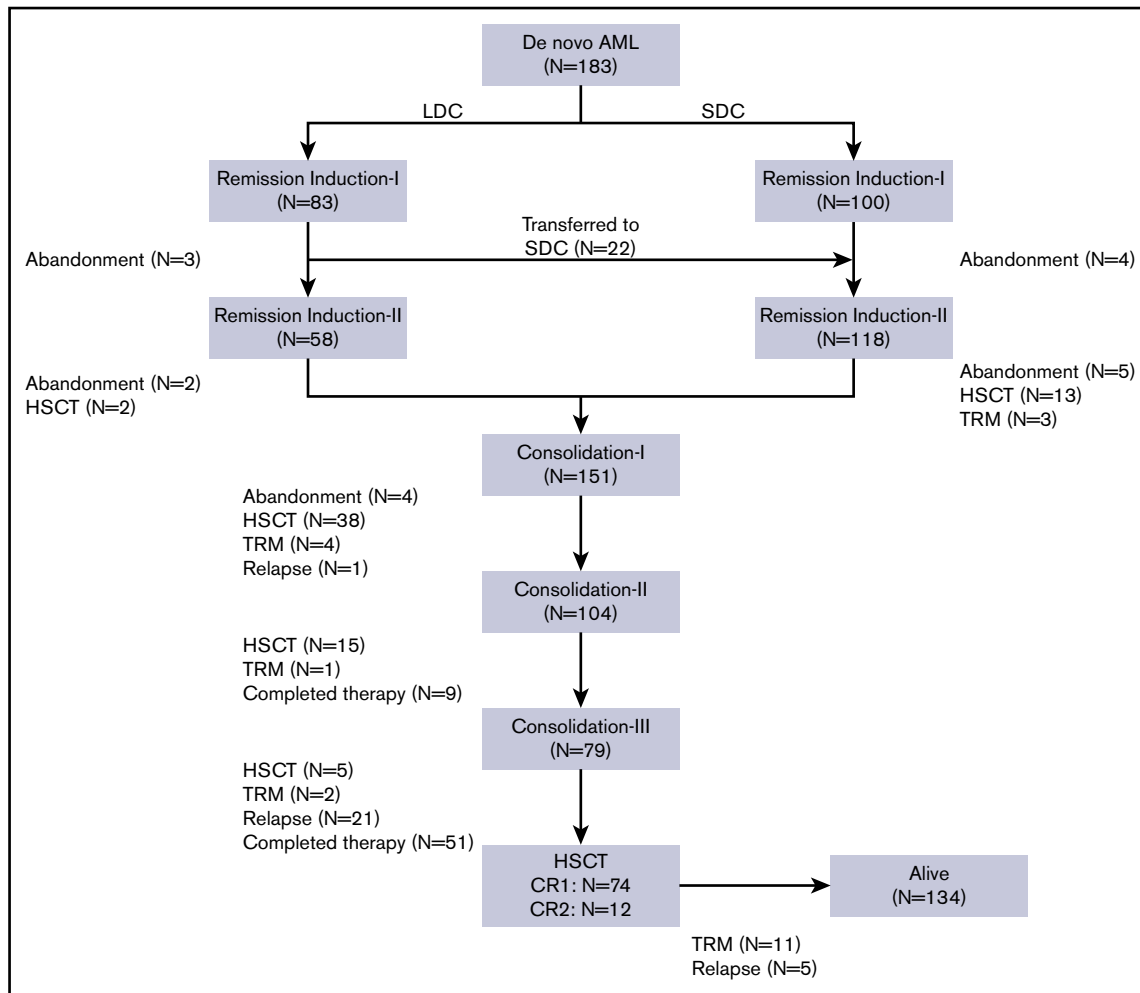 De novo AML
(N=183)
LDC
SDC
Remission Induction-I
(N=83)
Remission Induction-I
(N=100)
Transferred to
SDC (N=22)
Abandonment (N=3)
Abandonment (N=4)
Remission Induction-II
(N=58)
Remission Induction-II
(N=118)
Abandonment (N=2)
HSCT (N=2)
Abandonment (N=5)
HSCT (N=13)
TRM (N=3)
Consolidation-I
(N=151)
Abandonment (N=4)
HSCT (N=38)
TRM (N=4)
Relapse (N=1)
Consolidation-II
(N=104)
HSCT (N=15)
TRM (N=1)
Completed therapy (N=9)
Consolidation-III
(N=79)
HSCT (N=5)
TRM (N=2)
Relapse (N=21)
Completed therapy (N=51)
HSCT
CR1: N=74
CR2: N=12
Alive
(N=134)
TRM (N=11)
Relapse (N=5)